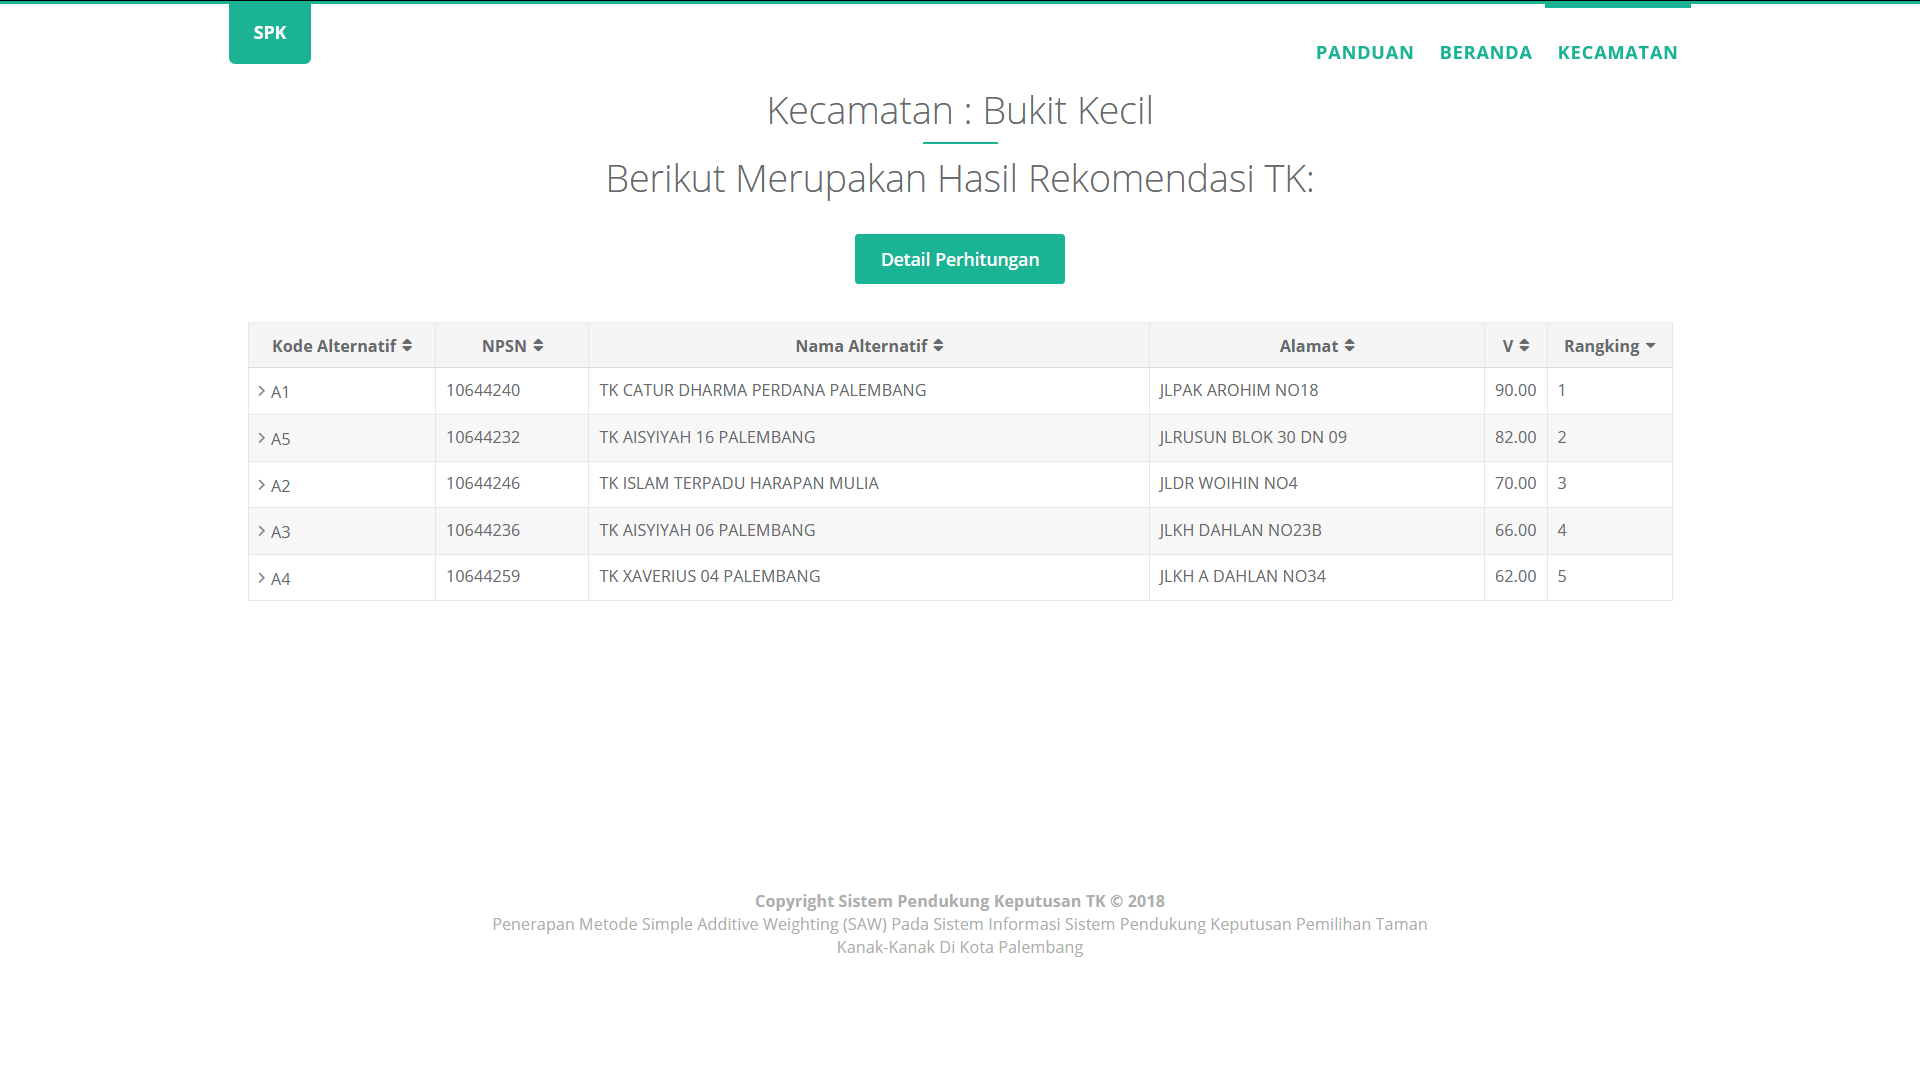 SPK
PANDUAN BERANDA KECAMATAN
Kecamatan : Bukit Kecil
Berikut Merupakan Hasil Rekomendasi TK:
Detail Perhitungan
Kode Alternatif NPSN Nama Alternatif Alamat V Rangking
A1 10644240 TK CATUR DHARMA PERDANA PALEMBANG JLPAK AROHIM NO18 90.00 1
A5 10644232 TK AISYIYAH 16 PALEMBANG JLRUSUN BLOK 30 DN 09 82.00 2
A2 10644246 TK ISLAM TERPADU HARAPAN MULIA JLDR WOIHIN NO4 70.00 3
A3 10644236 TK AISYIYAH 06 PALEMBANG JLKH DAHLAN NO23B 66.00 4
A4 10644259 TK XAVERIUS 04 PALEMBANG JLKH A DAHLAN NO34 62.00 5
Copyright Sistem Pendukung Keputusan TK © 2018
Penerapan Metode Simple Additive Weighting (SAW) Pada Sistem Informasi Sistem Pendukung Keputusan Pemilihan Taman
Kanak-Kanak Di Kota Palembang